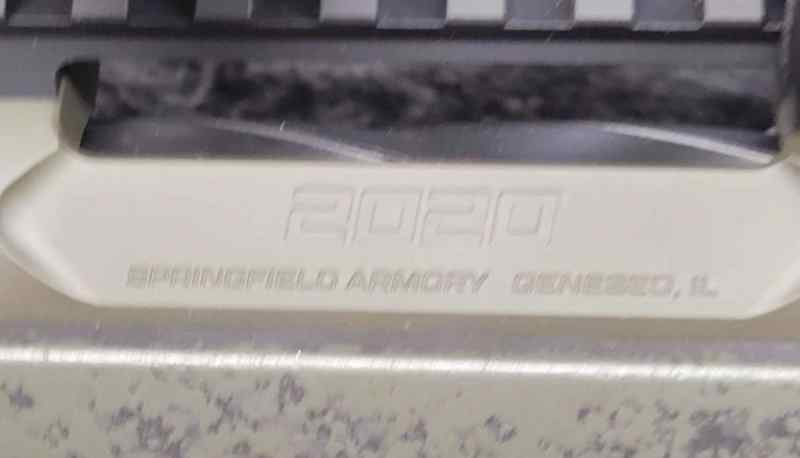 2020
SPRINGFIELD ARMORY GENESEO, IL